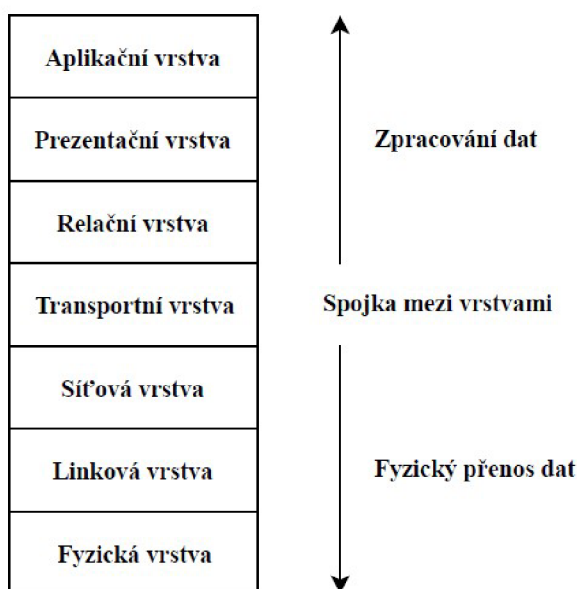 Aplikační vrstva
Prezentační vrstva
Zpracování dat
Relační vrstva
Transportní vrstva
Spojka mezi vrstvami
Síťová vrstva
Linková vrstva
Fyzický přenos dat
Fyzická vrstva